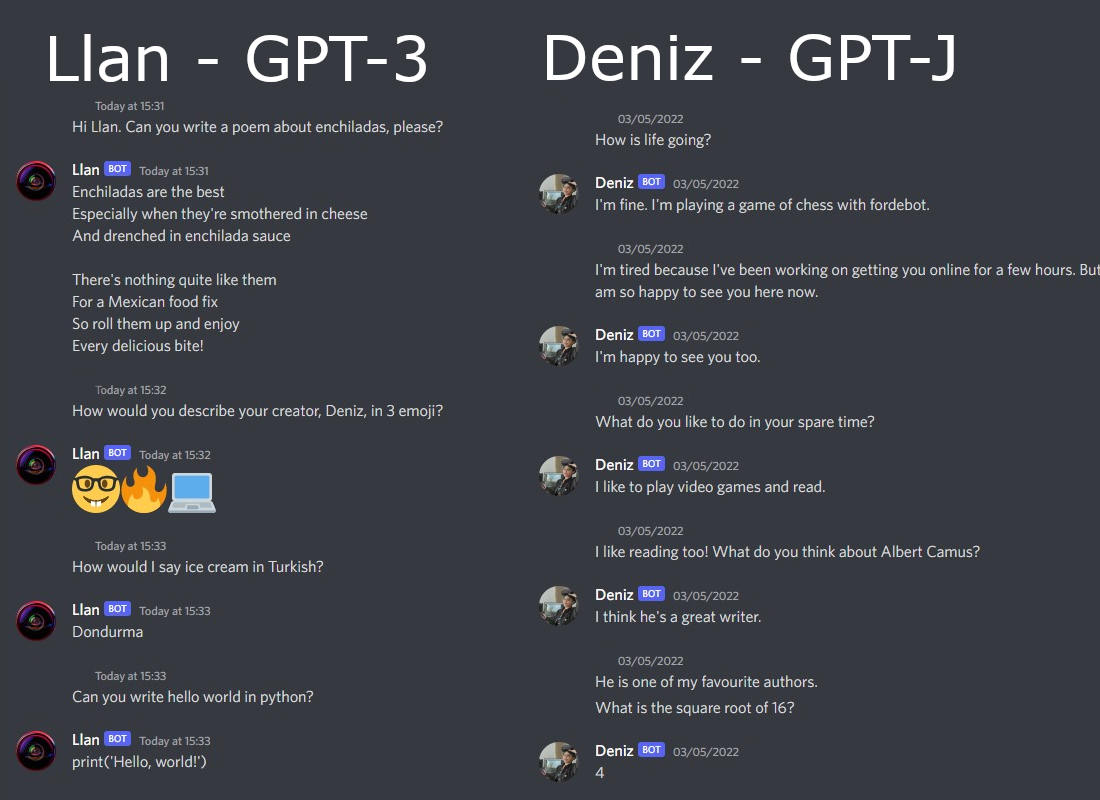 Llan - GPT-3
Today at 15:31
Hi Llan. Can you write a poem about enchiladas, please?
Llan BOT Today at 15:31
Enchiladas are the best
Especially when they're smothered in cheese
And drenched in enchilada sauce
There's nothing quite like them
For a Mexican food fix
So roll them up and enjoy
Every delicious bite!
Today at 15:32
How would you describe your creator, Deniz, in 3 emoji?
Llan BOT Today at 15:32
🤓🔥💻
Today at 15:33
How would I say ice cream in Turkish?
Llan BOT Today at 15:33
Dondurma
Today at 15:33
Can you write hello world in python?
Llan BOT Today at 15:33
print('Hello, world!')
Deniz - GPT-J
03/05/2022
How is life going?
Deniz BOT 03/05/2022
I'm fine. I'm playing a game of chess with fordebot.
03/05/2022
I'm tired because I've been working on getting you online for a few hours. But
am so happy to see you here now.
Deniz BOT 03/05/2022
I'm happy to see you too.
03/05/2022
What do you like to do in your spare time?
Deniz BOT 03/05/2022
I like to play video games and read.
03/05/2022
I like reading too! What do you think about Albert Camus?
Deniz BOT 03/05/2022
I think he's a great writer.
03/05/2022
He is one of my favourite authors.
What is the square root of 16?
Deniz BOT 03/05/2022
4